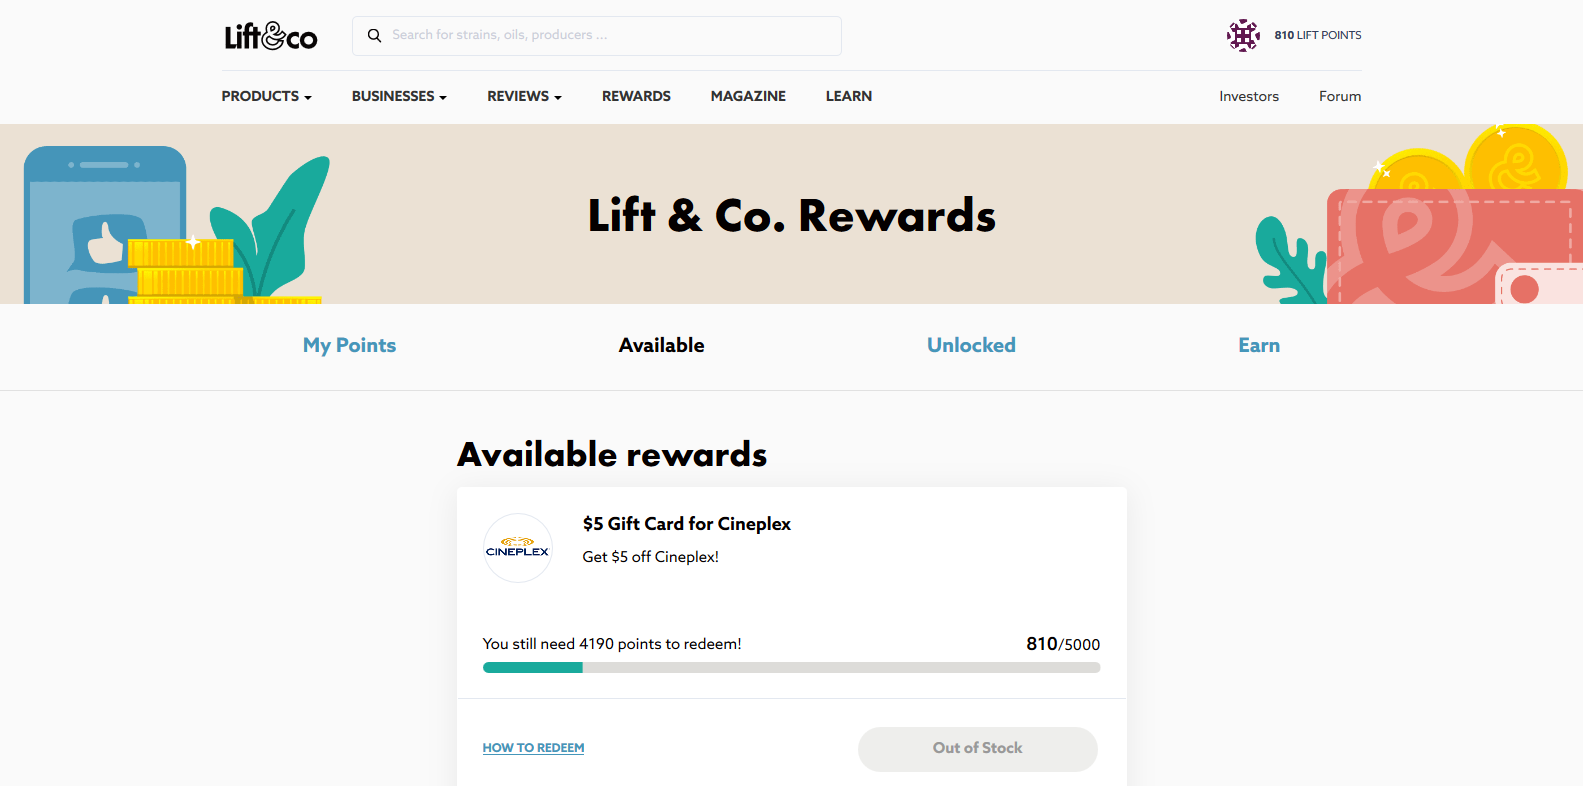 Lift&co
Search for strains, oils, producers ...
810 LIFT POINTS
PRODUCTS BUSINESSES REVIEWS REWARDS MAGAZINE LEARN Investors Forum
Lift & Co. Rewards
My Points Available Unlocked Earn
Available rewards
$5 Gift Card for Cineplex
CINEPLEX
Get $5 off Cineplex!
You still need 4190 points to redeem! 810/5000
HOW TO REDEEM Out of Stock